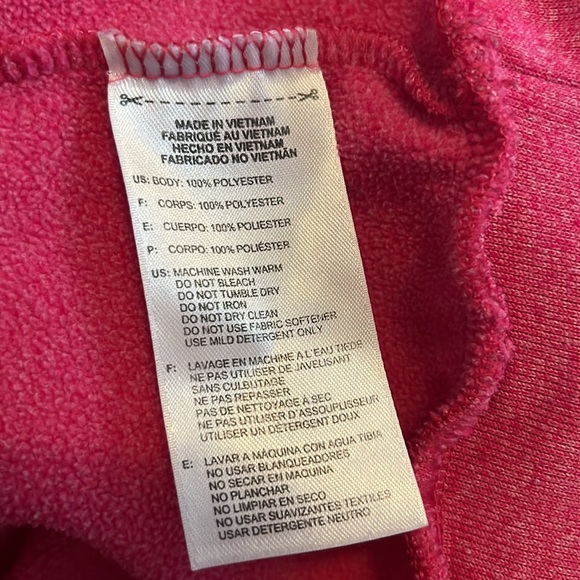 MADE IN VIETNAM
FABRIQUÉ AU VIETNAM
HECHO EN VIETNAM
FABRICADO NO VIETNÃN
US: BODY: 100% POLYESTER
F: CORPS: 100% POLYESTER
E: CUERPO: 100% POLIESTER
P: CORPO: 100% POLIÉSTER
US: MACHINE WASH WARM
DO NOT BLEACH
DO NOT TUMBLE DRY
DO NOT IRON
DO NOT DRY CLEAN
DO NOT USE FABRIC SOFTENER
USE MILD DETERGENT ONLY
F: LAVAGE EN MACHINE A L'EAU TIEDE
NE PAS UTILISER DE JAVELISANT
SANS CULBUTAGE
NE PAS REPASSER
PAS DE NETTOYAGE A SEC
NE PAS UTILISER D'ASSOUPLISSEUR
UTILISER UN DETERGENT DOUX
E: LAVAR A MÁQUINA CON AGUA TIBIA
NO USAR BLANQUEADORES
NO SECAR EN MAQUINA
NO PLANCHAR
NO LIMPIAR EN SECO
NO USAR SUAVIZANTES TEXTILES
USAR DETERGENTE NEUTRO